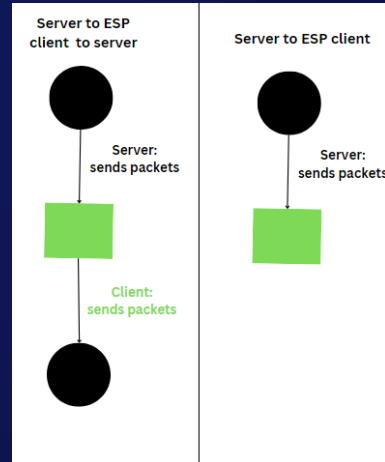 Server to ESP
client to server
Server:
sends packets
Client:
sends packets
Server to ESP client
Server:
sends packets